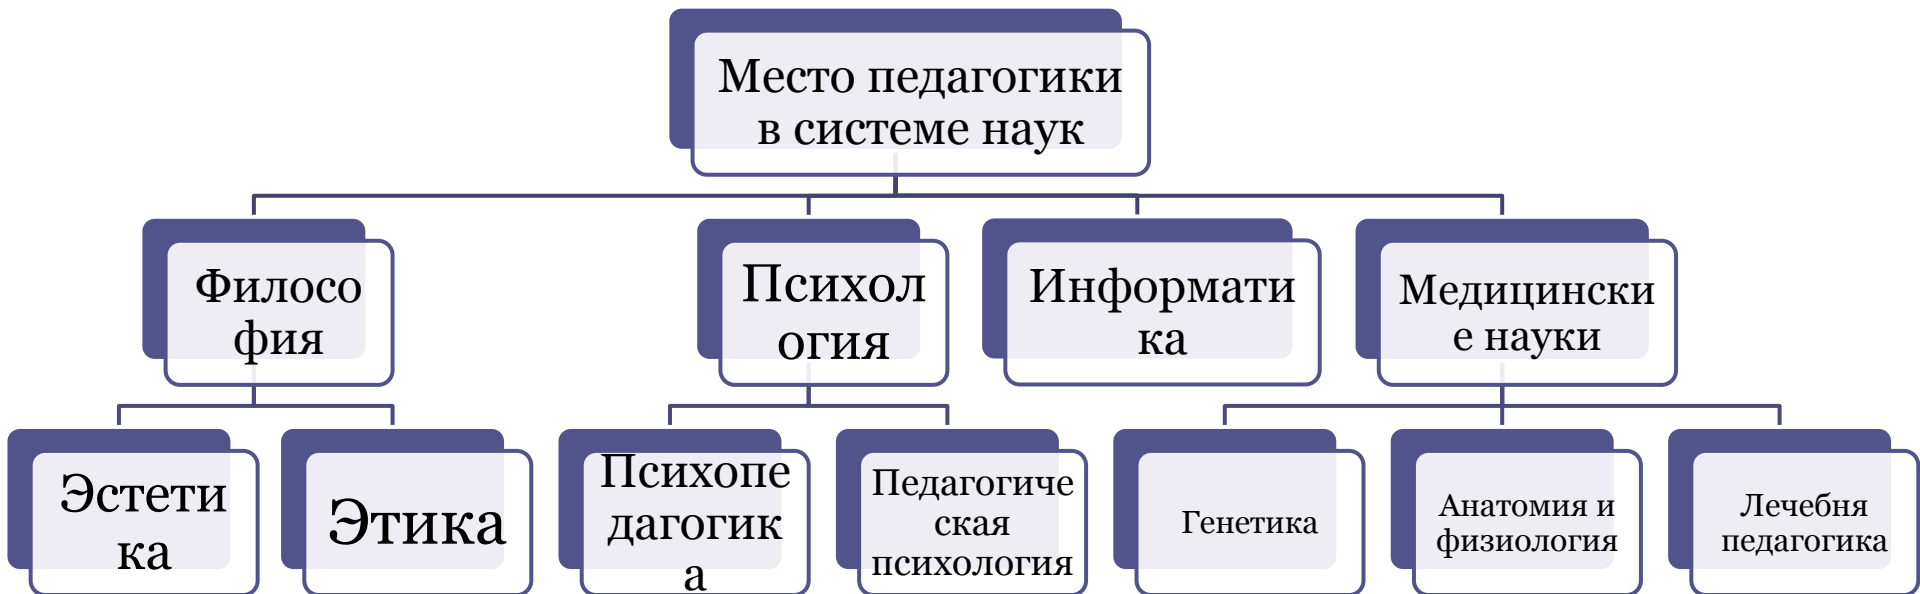 Место педагогики
в системе наук
Филосо
фия
Психол
огия
Информати
ка
Медицински
е науки
Эстети
ка
Этика
Психопе
дагогик
а
Педагогиче
ская
психология
Генетика
Анатомия и
физиология
Лечебня
педагогика